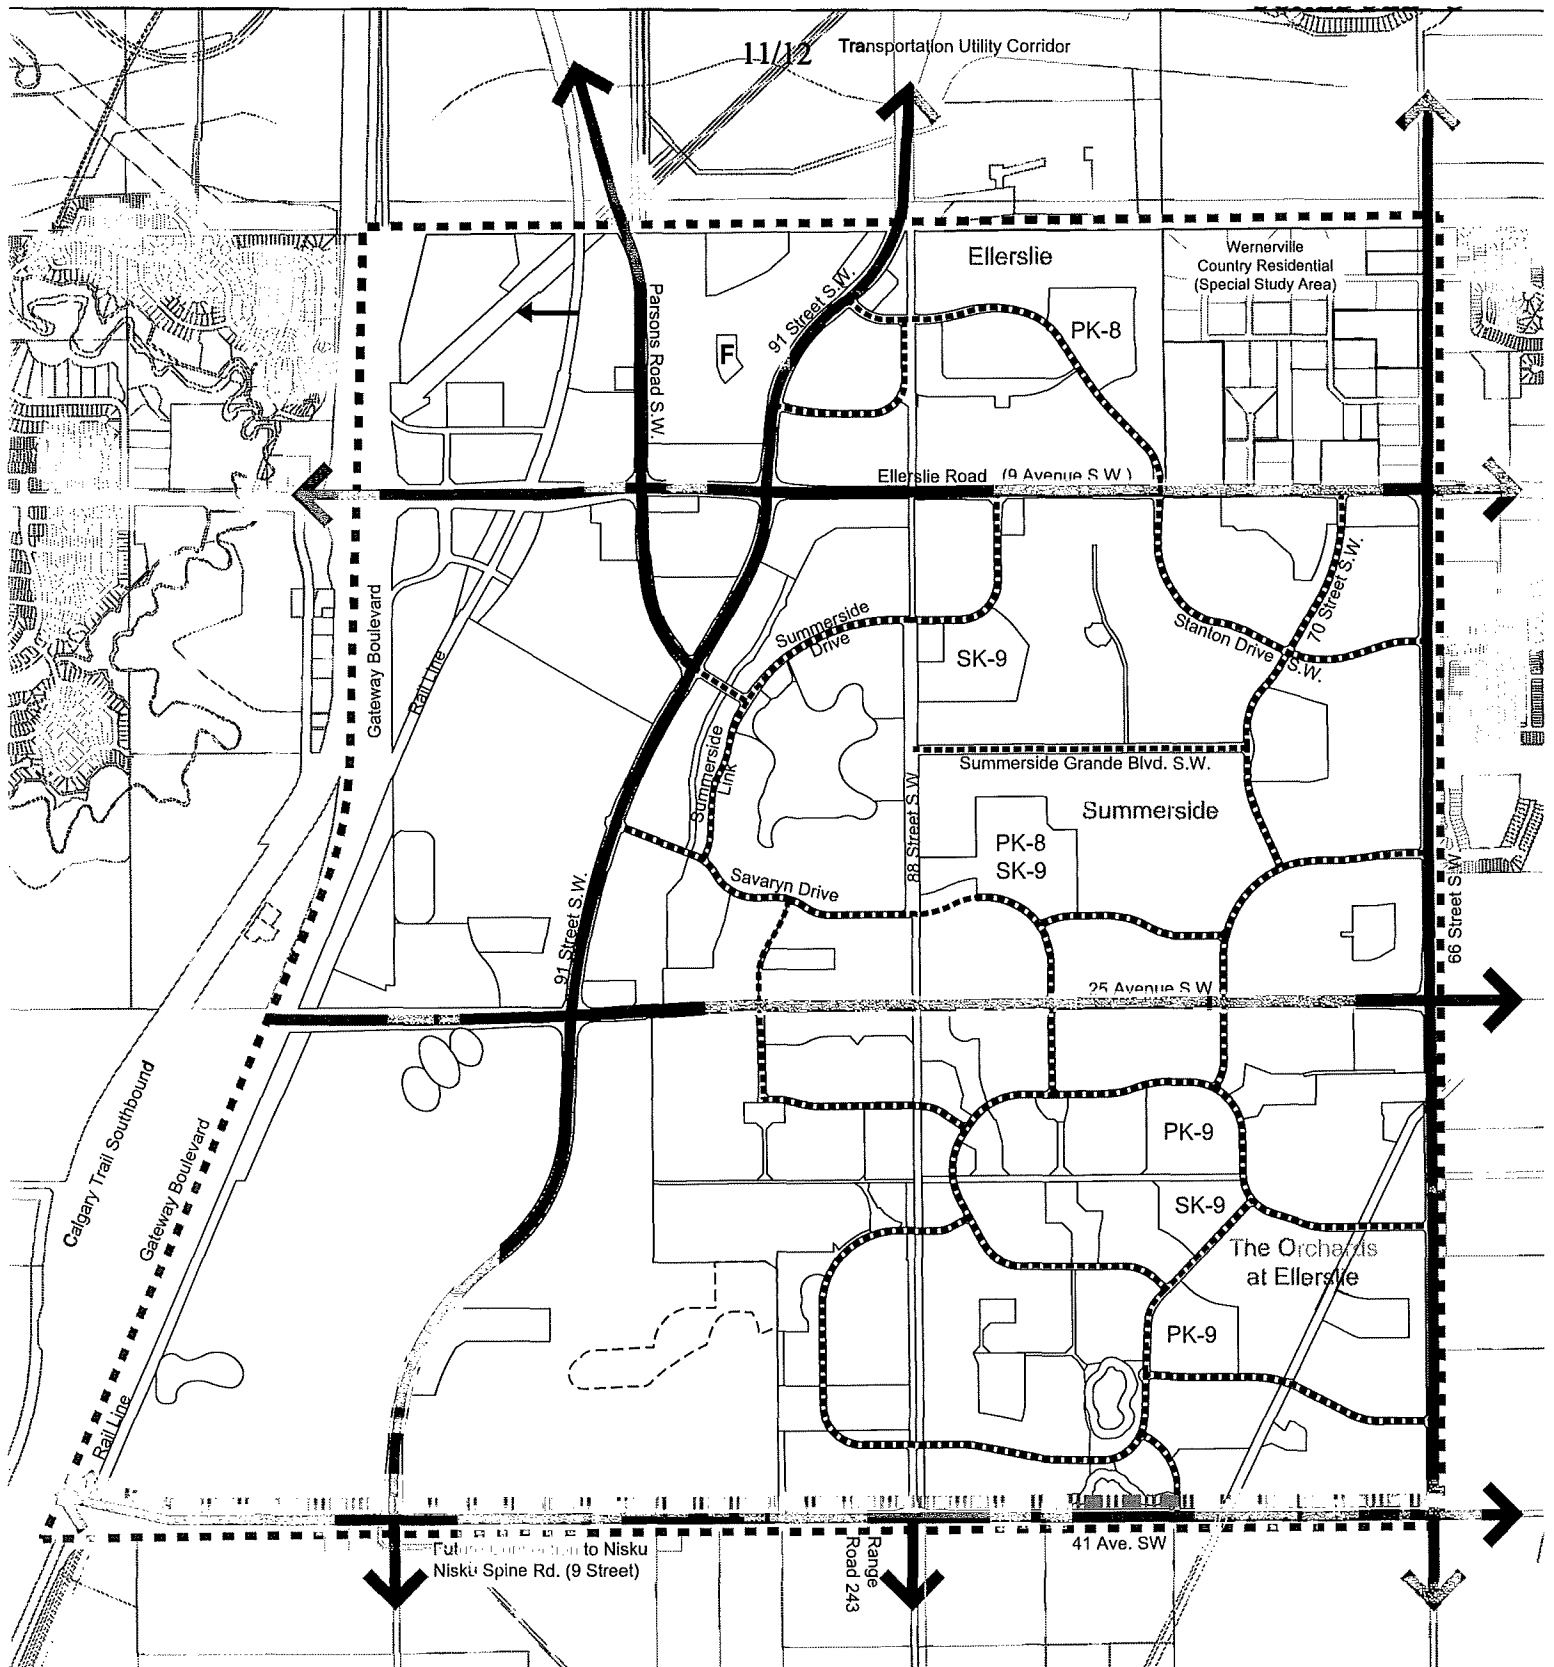 11/12
Transportation Utility Corridor
Ellerslie
Wernerville
Country Residential
(Special Study Area)
Parsons Road S.W.
91 Street S.W.
PK-8
F
Ellerslie Road (9 Avenue S.W.)
Gateway Boulevard
Rail Line
Summerside
Drive
SK-9
Stanton Drive S.W.
70 Street S.W.
Summerside
Link
Summerside Grande Blvd. S.W.
88 Street S.W
Summerside
PK-8
SK-9
Savaryn Drive
91 Street S.W.
66 Street S.W.
25 Avenue S.W
Calgary Trail Southbound
Gateway Boulevard
PK-9
SK-9
The Orchards
at Ellerslie
PK-9
Rail Line
Future to Nisku
Nisku Spine Rd. (9 Street)
Range
Road 243
41 Ave. SW